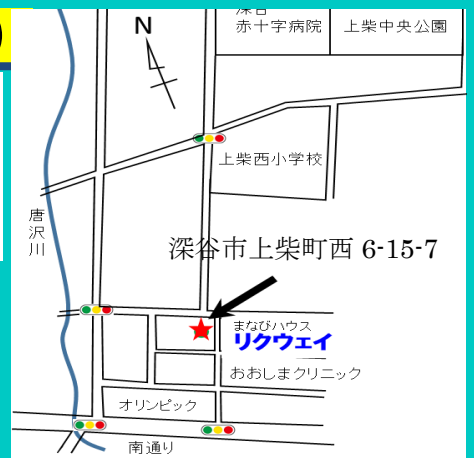 N
深谷
赤十字病院
上柴中央公園
上柴西小学校
唐沢川
深谷市上柴町西 6-15-7
まなびハウス
リクウェイ
おおしまクリニック
オリンピック
南通り